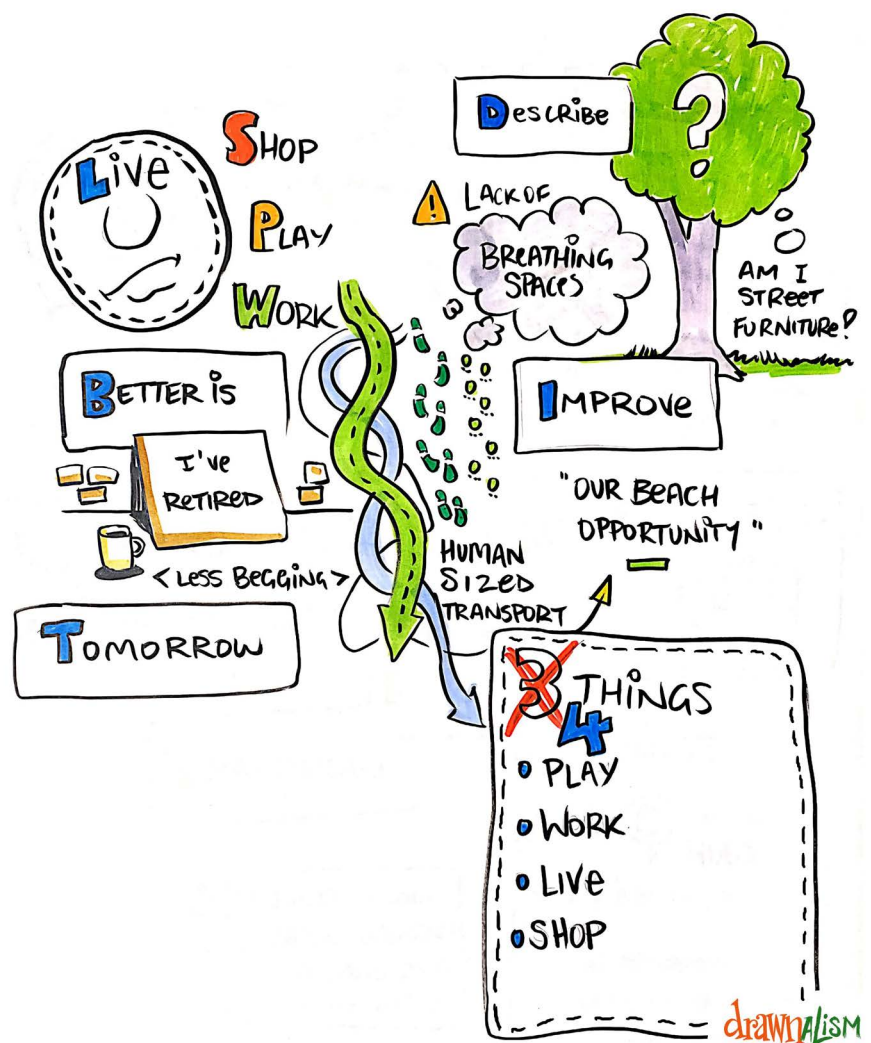 Live
SHOP
PLAY
WORK
BETTER iS
I've
RETIRED
< LESS BEGGING >
TOMORROW
DESCRIBE
?
! LACK OF
BREATHING
SPACES
AM I
STREET
FURNITURE?
IMPROVE
"OUR BEACH
OPPORTUNITY"
HUMAN
SIZED
TRANSPORT
3 THINGS
4
• PLAY
• WORK
• LIVE
• SHOP
drawnALISM